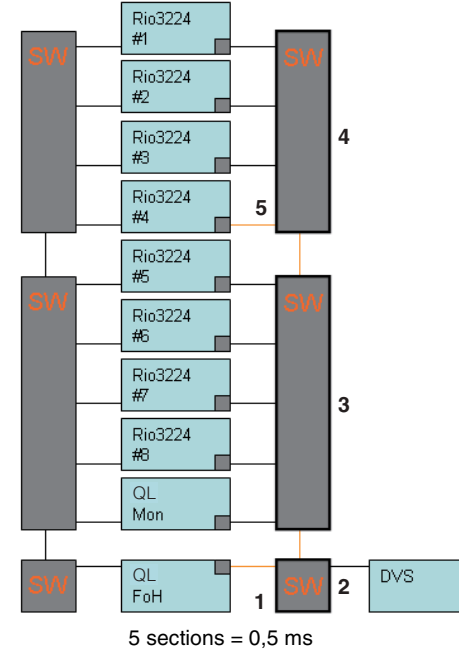 SW
Rio3224
#1
SW
Rio3224
#2
4
Rio3224
#3
Rio3224
#4
5
Rio3224
#5
SW
SW
Rio3224
#6
Rio3224
#7
3
Rio3224
#8
QL
Mon
SW
QL
FoH
1
SW
2
DVS
5 sections = 0,5 ms